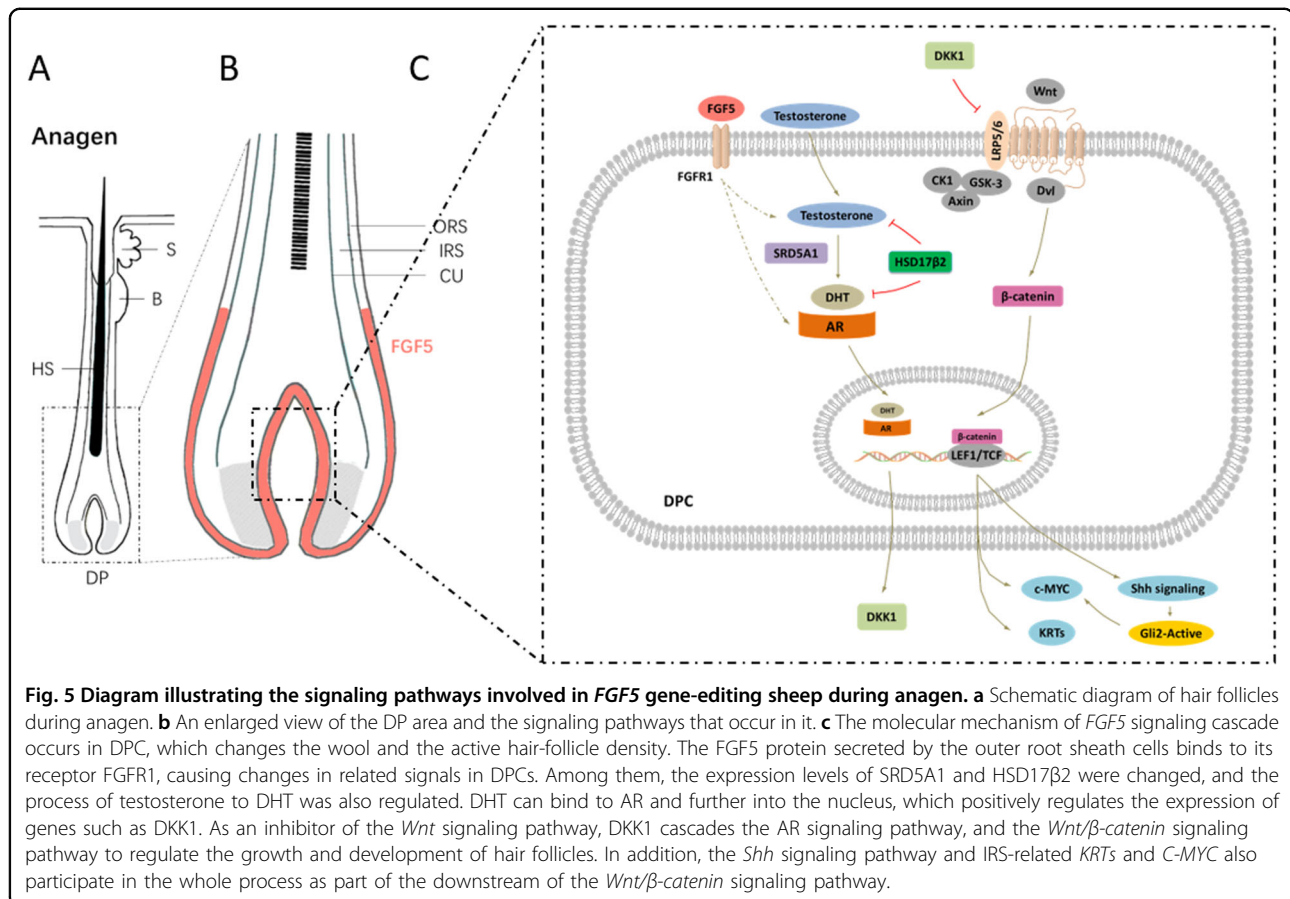 A
B
C
Anagen
S
B
HS
DP
ORS
IRS
CU
FGF5
DKK1
Wnt
FGF5
Testosterone
LRP5/6
FGFR1
CK1
GSK-3
Axin
Dvl
Testosterone
SRD5A1
HSD17β2
DHT
AR
β-catenin
DHT
AR
β-catenin
LEF1/TCF
DPC
c-MYC
Shh signaling
DKK1
KRTs
Gli2-Active
Fig. 5 Diagram illustrating the signaling pathways involved in FGF5 gene-editing sheep during anagen. a Schematic diagram of hair follicles
during anagen. b An enlarged view of the DP area and the signaling pathways that occur in it. c The molecular mechanism of FGF5 signaling cascade
occurs in DPC, which changes the wool and the active hair-follicle density. The FGF5 protein secreted by the outer root sheath cells binds to its
receptor FGFR1, causing changes in related signals in DPCs. Among them, the expression levels of SRD5A1 and HSD17β2 were changed, and the
process of testosterone to DHT was also regulated. DHT can bind to AR and further into the nucleus, which positively regulates the expression of
genes such as DKK1. As an inhibitor of the Wnt signaling pathway, DKK1 cascades the AR signaling pathway, and the Wnt/β-catenin signaling
pathway to regulate the growth and development of hair follicles. In addition, the Shh signaling pathway and IRS-related KRTs and C-MYC also
participate in the whole process as part of the downstream of the Wnt/β-catenin signaling pathway.